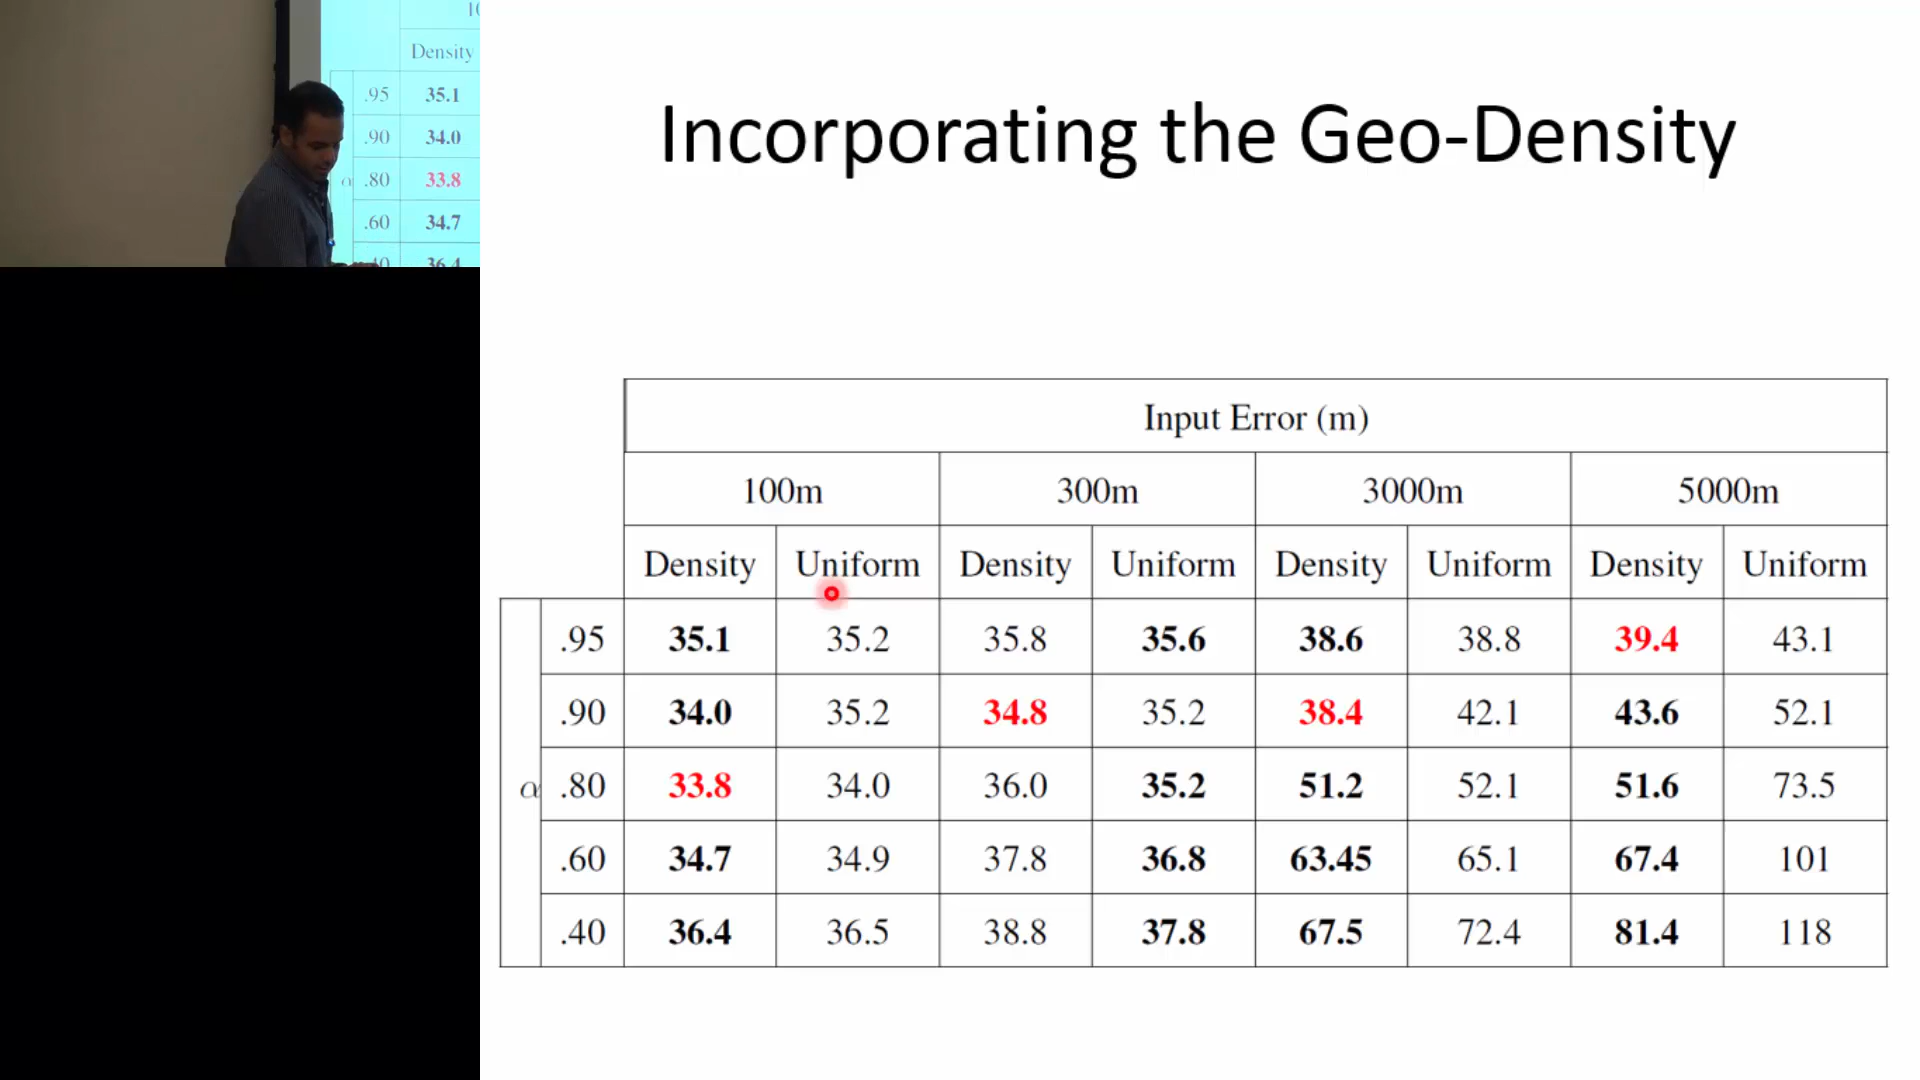 10
Density
.95 35.1
.90 34.0
α .80 33.8
.60 34.7
.40 36.4
Incorporating the Geo-Density
Input Error (m)
100m 300m 3000m 5000m
Density Uniform Density Uniform Density Uniform Density Uniform
.95 35.1 35.2 35.8 35.6 38.6 38.8 39.4 43.1
.90 34.0 35.2 34.8 35.2 38.4 42.1 43.6 52.1
α .80 33.8 34.0 36.0 35.2 51.2 52.1 51.6 73.5
.60 34.7 34.9 37.8 36.8 63.45 65.1 67.4 101
.40 36.4 36.5 38.8 37.8 67.5 72.4 81.4 118